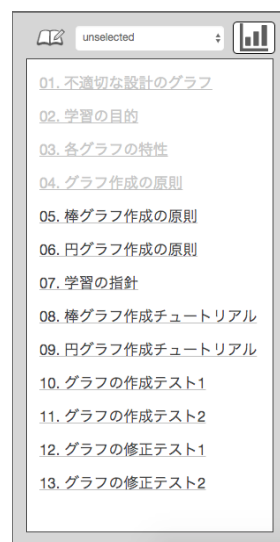 unselected
01. 不適切な設計のグラフ
02. 学習の目的
03. 各グラフの特性
04. グラフ作成の原則
05. 棒グラフ作成の原則
06. 円グラフ作成の原則
07. 学習の指針
08. 棒グラフ作成チュートリアル
09. 円グラフ作成チュートリアル
10. グラフの作成テスト1
11. グラフの作成テスト2
12. グラフの修正テスト1
13. グラフの修正テスト2